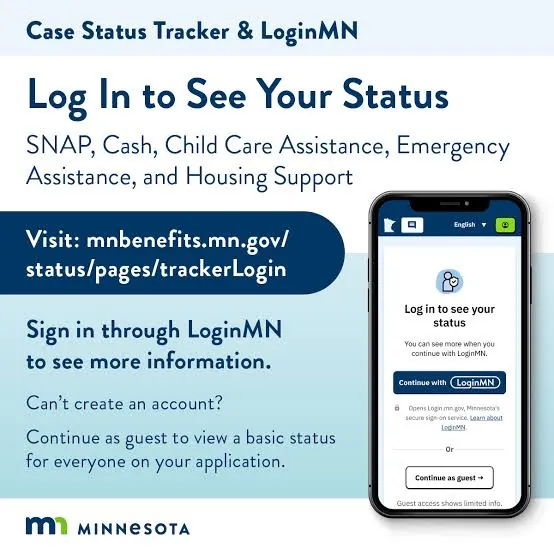 Case Status Tracker & LoginMN
Log In to See Your Status
SNAP, Cash, Child Care Assistance, Emergency
Assistance, and Housing Support
Visit: mnbenefits.mn.gov/
status/pages/trackerLogin
Sign in through LoginMN
to see more information.
Can’t create an account?
Continue as guest to view a basic status
for everyone on your application.
mn MINNESOTA
English ▼
Log in to see your
status
You can see more when you
continue with LoginMN.
Continue with LoginMN
Opens Login.mn.gov, Minnesota's
secure sign-on service. Learn about
LoginMN.
Or
Continue as guest →
Guest access shows limited info.